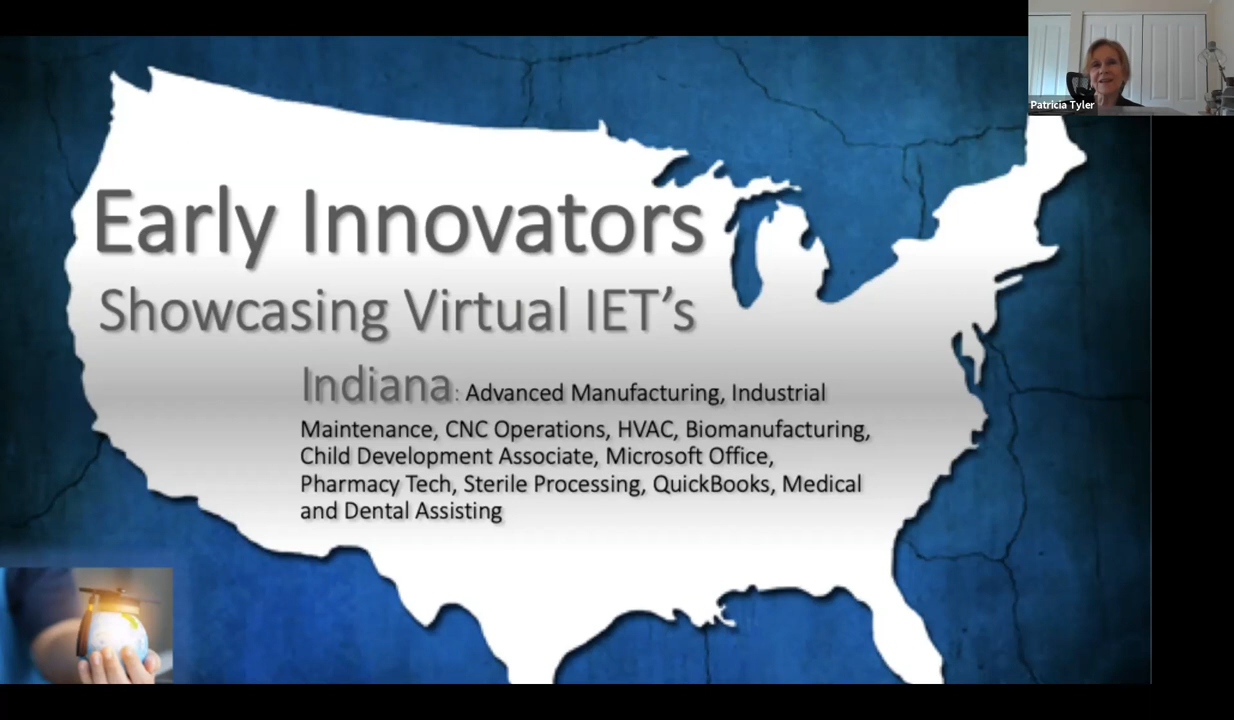 Patricia Tyler
Early Innovators
Showcasing Virtual IET’s
Indiana: Advanced Manufacturing, Industrial
Maintenance, CNC Operations, HVAC, Biomanufacturing,
Child Development Associate, Microsoft Office,
Pharmacy Tech, Sterile Processing, QuickBooks, Medical
and Dental Assisting